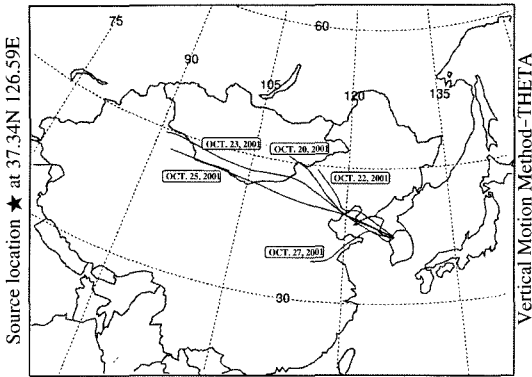 Source location ★ at 37.34N 126.59E
75
60
90
105
120
135
OCT. 23, 2001
OCT. 20, 2001
OCT. 25, 2001
OCT. 22, 2001
OCT. 27, 2001
30
Vertical Motion Method-THETA